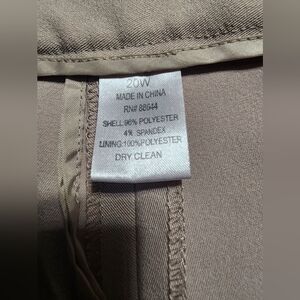 20W
MADE IN CHINA
RN# 88644
SHELL:96% POLYESTER
4% SPANDEX
LINING:100%POLYESTER
DRY CLEAN